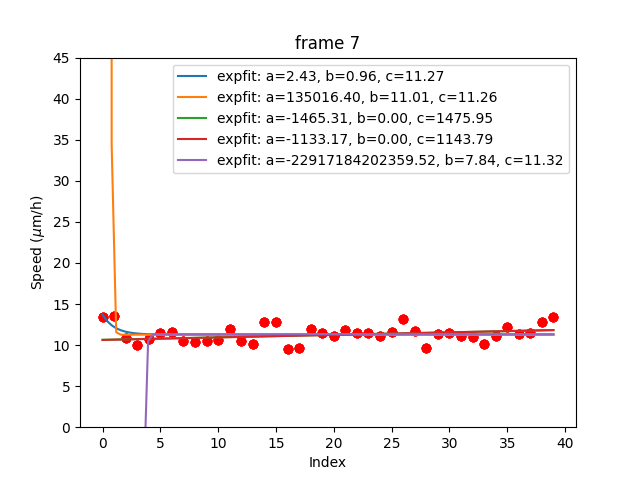 frame 7
expfit: a=2.43, b=0.96, c=11.27
expfit: a=135016.40, b=11.01, c=11.26
expfit: a=-1465.31, b=0.00, c=1475.95
expfit: a=-1133.17, b=0.00, c=1143.79
expfit: a=-22917184202359.52, b=7.84, c=11.32
Speed (μm/h)
45
40
35
30
25
20
15
10
5
0
0 5 10 15 20 25 30 35 40
Index